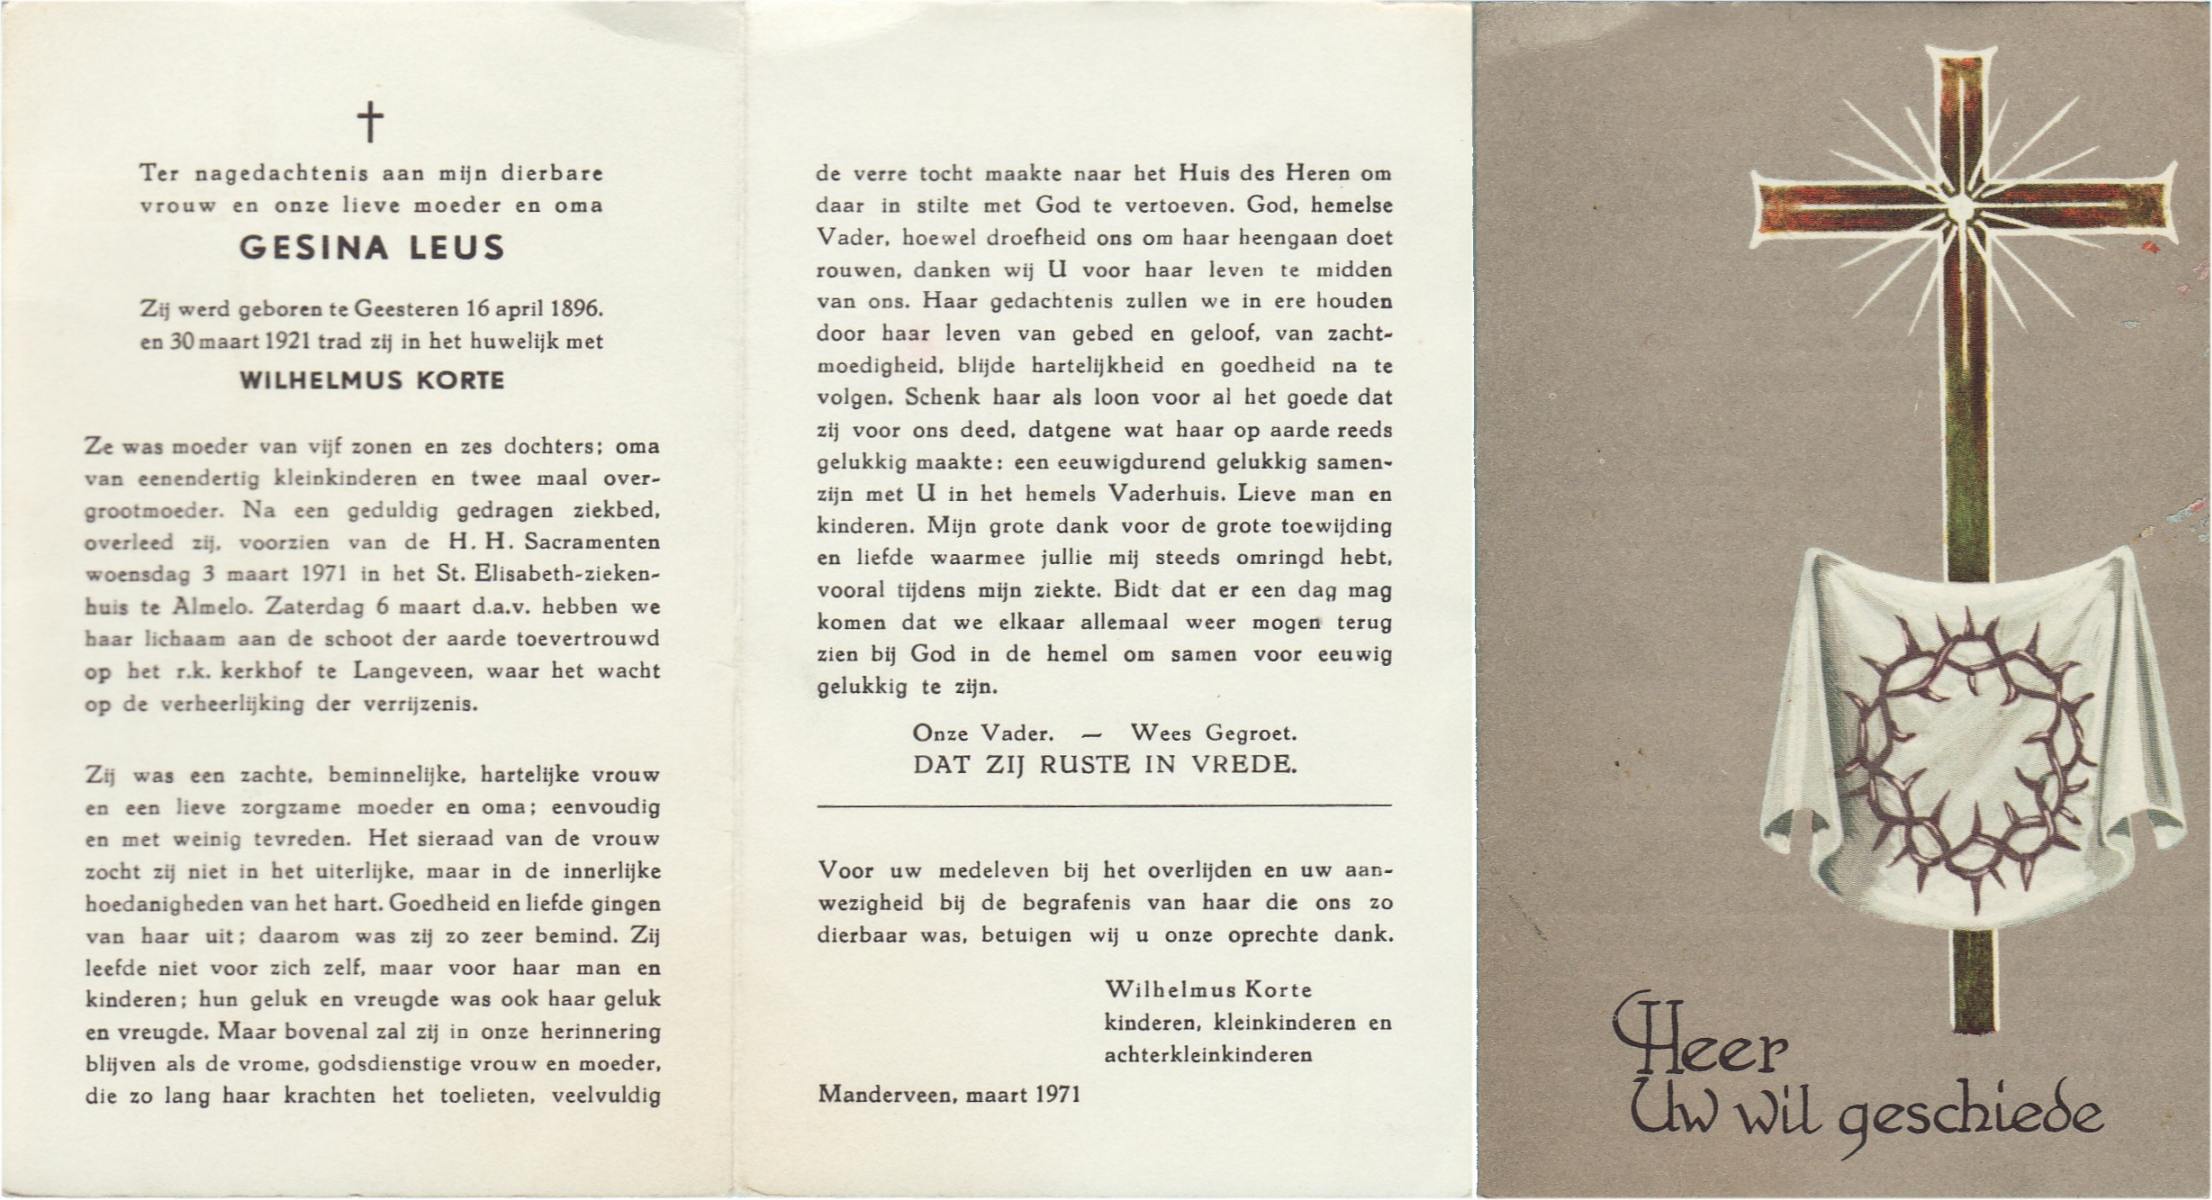 Ter nagedachtenis aan mijn dierbare
vrouw en onze lieve moeder en oma
GESINA LEUS
Zij werd geboren te Geesteren 16 april 1896.
en 30 maart 1921 trad zij in het huwelijk met
WILHELMUS KORTE
Ze was moeder van vijf zonen en zes dochters; oma
van eenendertig kleinkinderen en twee maal over-
grootmoeder. Na een geduldig gedragen ziekbed,
overleed zij, voorzien van de H. H. Sacramenten
woensdag 3 maart 1971 in het St. Elisabeth-zieken-
huis te Almelo. Zaterdag 6 maart d.a.v. hebben we
haar lichaam aan de schoot der aarde toevertrouwd
op het r.k. kerkhof te Langeveen, waar het wacht
op de verheerlijking der verrijzenis.
Zij was een zachte, beminnelijke, hartelijke vrouw
en een lieve zorgzame moeder en oma; eenvoudig
en met weinig tevreden. Het sieraad van de vrouw
zocht zij niet in het uiterlijke, maar in de innerlijke
hoedanigheden van het hart. Goedheid en liefde gingen
van haar uit; daarom was zij zo zeer bemind. Zij
leefde niet voor zich zelf, maar voor haar man en
kinderen; hun geluk en vreugde was ook haar geluk
en vreugde. Maar bovenal zal zij in onze herinnering
blijven als de vrome, godsdienstige vrouw en moeder,
die zo lang haar krachten het toelieten, veelvuldig
de verre tocht maakte naar het Huis des Heren om
daar in stilte met God te vertoeven. God, hemelse
Vader, hoewel droefheid ons om haar heengaan doet
rouwen, danken wij U voor haar leven te midden
van ons. Haar gedachtenis zullen we in ere houden
door haar leven van gebed en geloof, van zacht-
moedigheid, blijde hartelijkheid en goedheid na te
volgen. Schenk haar als loon voor al het goede dat
zij voor ons deed, datgene wat haar op aarde reeds
gelukkig maakte: een eeuwigdurend gelukkig samen-
zijn met U in het hemels Vaderhuis. Lieve man en
kinderen. Mijn grote dank voor de grote toewijding
en liefde waarmee jullie mij steeds omringd hebt,
vooral tijdens mijn ziekte. Bidt dat er een dag mag
komen dat we elkaar allemaal weer mogen terug
zien bij God in de hemel om samen voor eeuwig
gelukkig te zijn.
Onze Vader. — Wees Gegroet.
DAT ZIJ RUSTE IN VREDE.
Voor uw medeleven bij het overlijden en uw aan-
wezigheid bij de begrafenis van haar die ons zo
dierbaar was, betuigen wij u onze oprechte dank.
Wilhelmus Korte
kinderen, kleinkinderen en
achterkleinkinderen
Manderveen, maart 1971
Heer
Uw wil geschiede